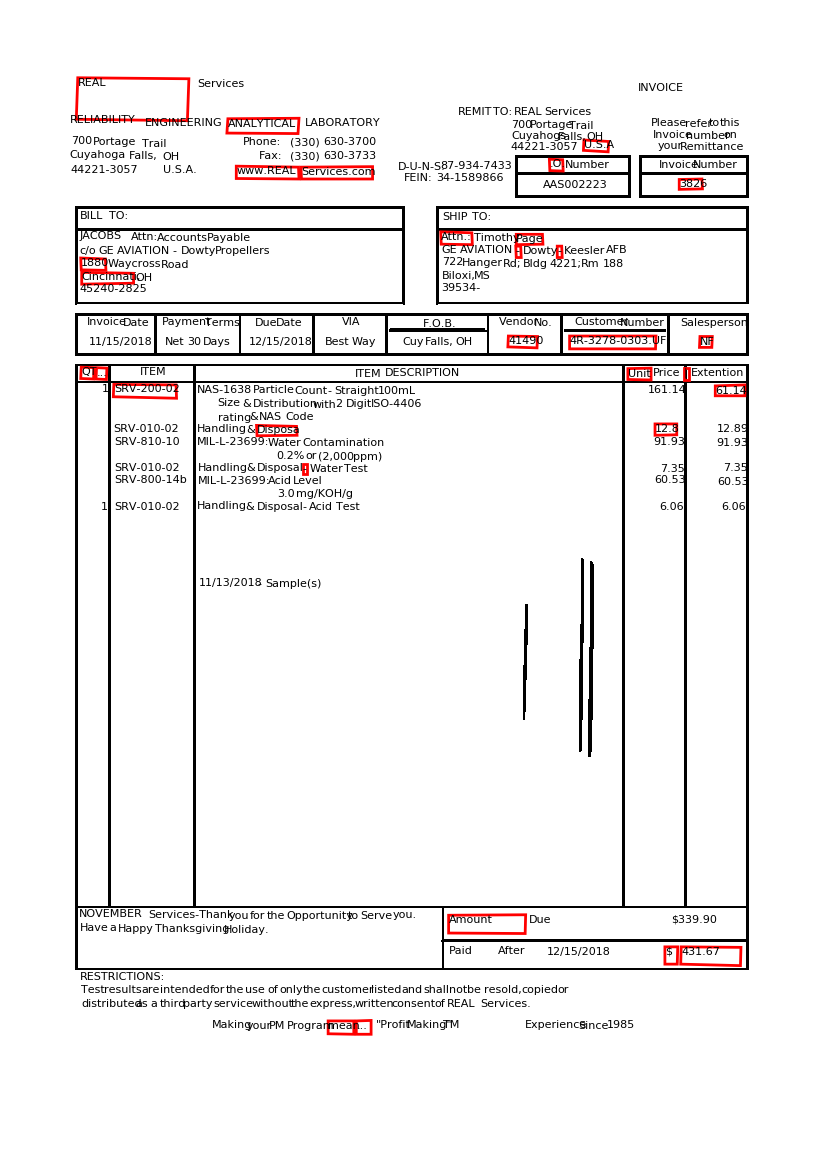 REAL Services
INVOICE
RELIABILITY ENGINEERING ANALYTICAL LABORATORY
700 Portage Trail
Cuyahoga Falls, OH
44221-3057 U.S.A.
Phone: (330) 630-3700
Fax: (330) 630-3733
www.REAL Services.com
REMIT TO: REAL Services
700 Portage Trail
Cuyahoga Falls, OH
44221-3057 U.S.A
Please refer to this
Invoice number on
your Remittance
D-U-N-S 87-934-7433
FEIN: 34-1589866
.O. Number
AAS002223
Invoice Number
3826
BILL TO:
JACOBS Attn: Accounts Payable
c/o GE AVIATION - Dowty Propellers
1880 Waycross Road
Cincinnati, OH
45240-2825
SHIP TO:
Attn.: Timothy Page
GE AVIATION - Dowty - Keesler AFB
722 Hanger Rd; Bldg 4221; Rm 188
Biloxi, MS
39534-
Invoice Date Payment Terms Due Date VIA F.O.B. Vendor No. Customer Number Salesperson
11/15/2018 Net 30 Days 12/15/2018 Best Way Cuy Falls, OH 41490 4R-3278-0303.UF NF
QT... ITEM ITEM DESCRIPTION Unit Price Extention
1 SRV-200-02 NAS-1638 Particle Count - Straight 100mL 161.14 61.14
Size & Distribution with 2 Digit ISO-4406
rating & NAS Code
SRV-010-02 Handling & Disposa 12.8 12.89
SRV-810-10 MIL-L-23699: Water Contamination 91.93 91.93
0.2% or (2,000 ppm)
SRV-010-02 Handling & Disposal - Water Test 7.35 7.35
SRV-800-14b MIL-L-23699: Acid Level 60.53 60.53
3.0 mg/KOH/g
1 SRV-010-02 Handling & Disposal - Acid Test 6.06 6.06
11/13/2018 - Sample(s)
NOVEMBER Services-Thank you for the Opportunity to Serve you.
Have a Happy Thanksgiving Holiday.
Amount Due $339.90
Paid After 12/15/2018 $ 431.67
RESTRICTIONS:
Test results are intended for the use of only the customer listed and shall not be resold, copied or
distributed as a third party service without the express, written consent of REAL Services.
Making your PM Program mean... "Profit Making"TM Experience Since 1985